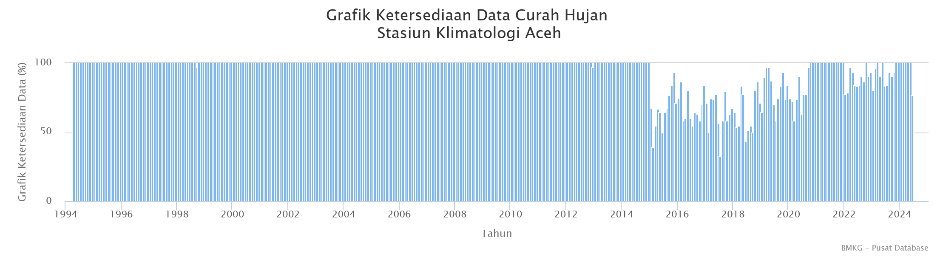 Grafik Ketersediaan Data Curah Hujan
Stasiun Klimatologi Aceh
Grafik Ketersediaan Data (%)
100
50
0
1994 1996 1998 2000 2002 2004 2006 2008 2010 2012 2014 2016 2018 2020 2022 2024
Tahun
BMKG - Pusat Database